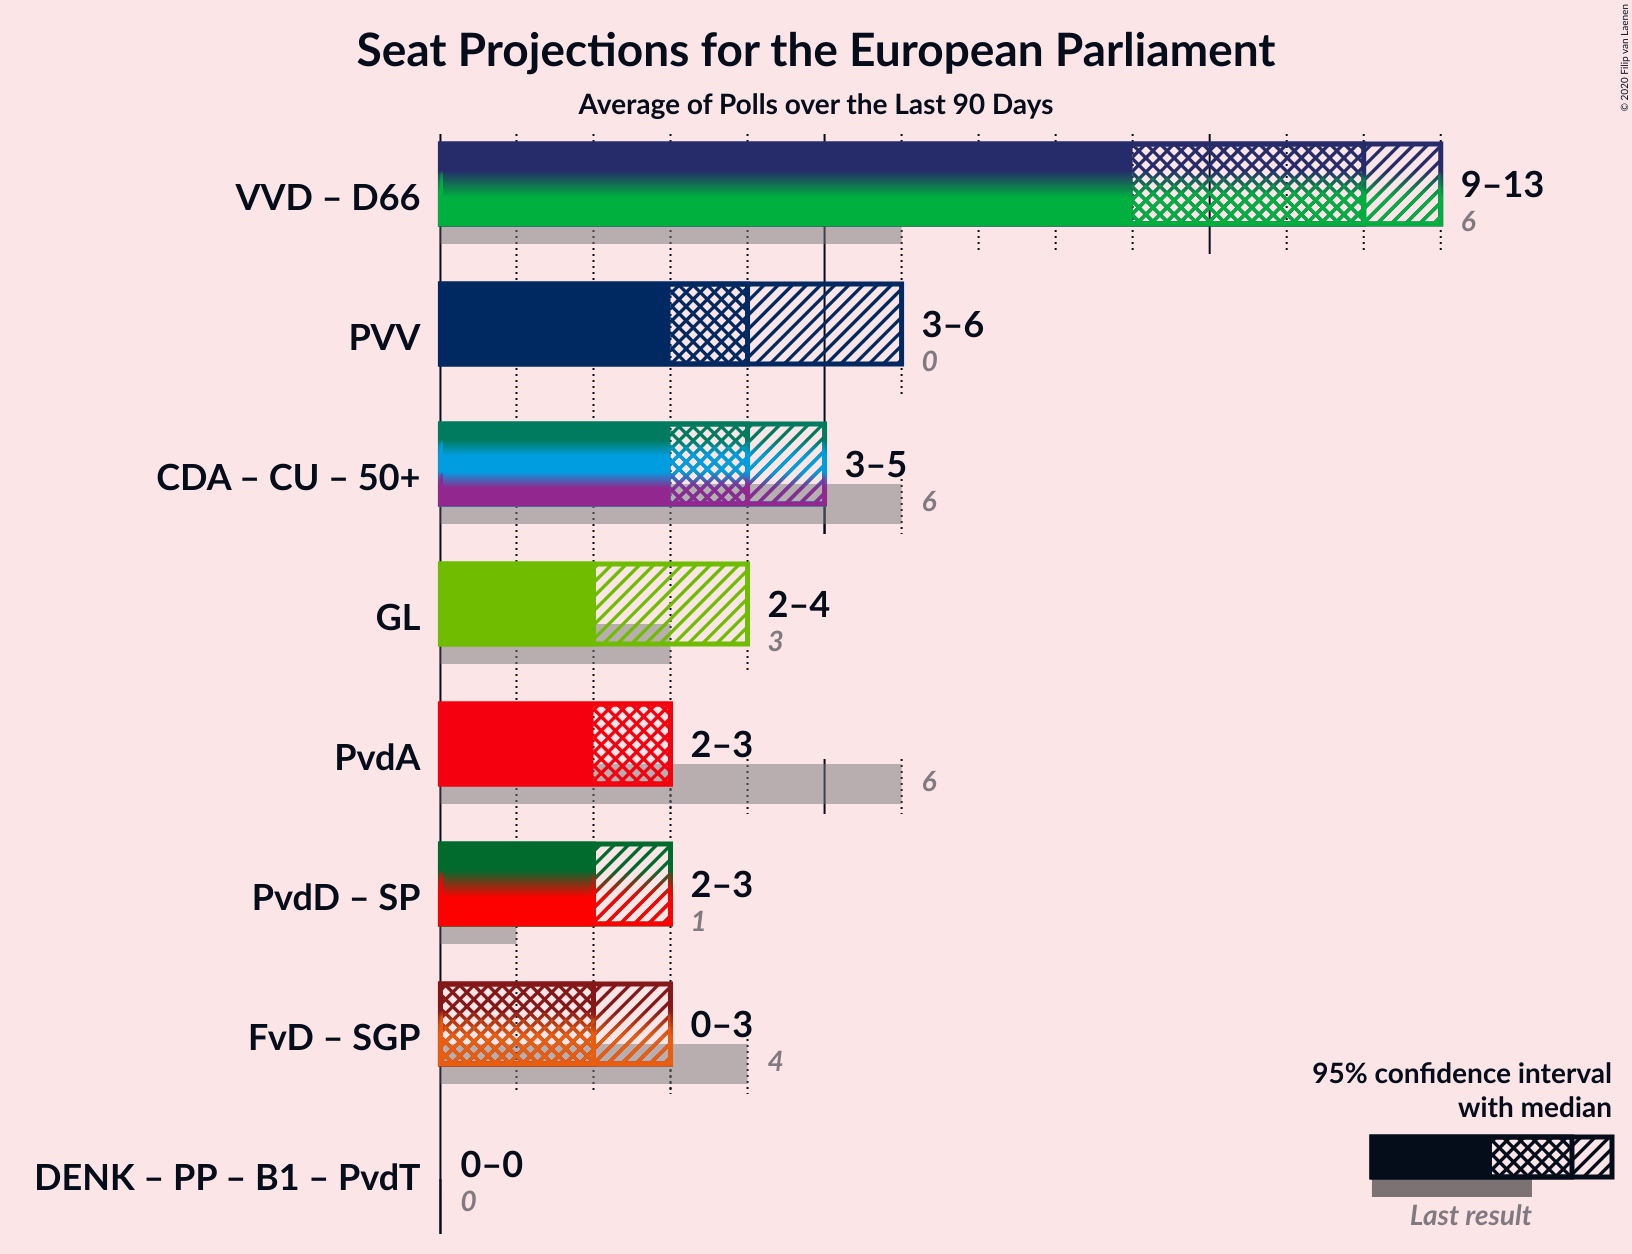 Seat Projections for the European Parliament
Average of Polls over the Last 90 Days
© 2020 Filip van Laenen
VVD – D66
9–13
6
PVV
3–6
0
CDA – CU – 50+
3–5
6
GL
2–4
3
PvdA
2–3
6
PvdD – SP
2–3
1
FvD – SGP
0–3
4
DENK – PP – B1 – PvdT
0–0
0
95% confidence interval
with median
Last result